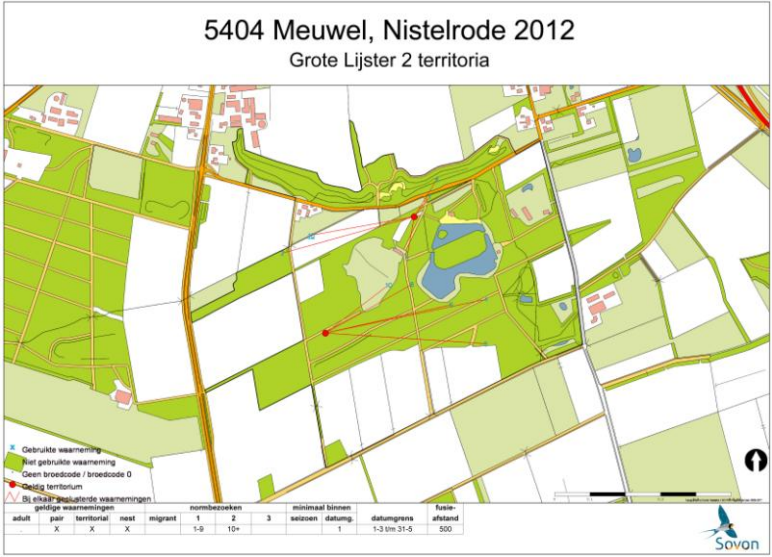 5404 Meuwel, Nistelrode 2012
Grote Lijster 2 territoria
Gebruikte waarneming
Niet gebruikte waarneming
Geen broedcode / broedcode 0
Geldig territorium
Bij elkaar geclusterde waarnemingen
geldige waarnemingen normbezoeken minimaal binnen fusie-
adult pair territorial nest migrant 1 2 3 seizoen datumg. datumgrens afstand
. X X X 1-9 10+ 1 1-3 t/m 31-5 500
Sovon